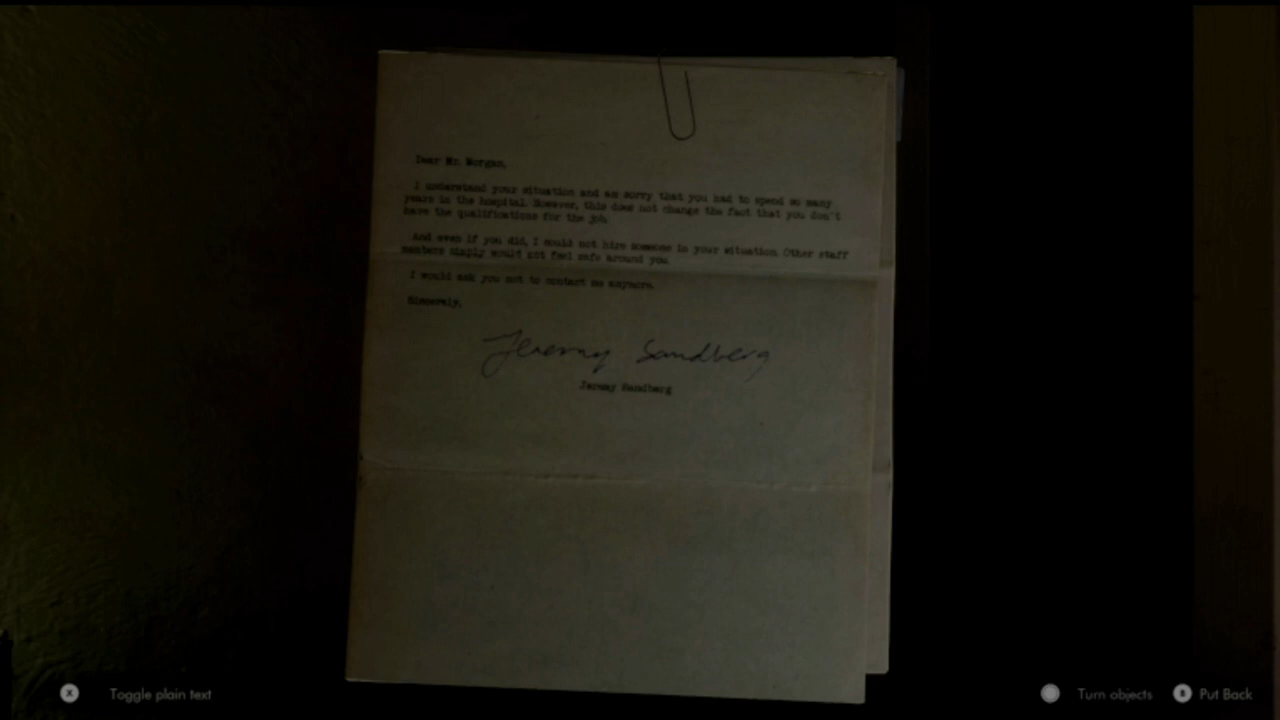 Dear Mr. Morgan,
I understand your situation and am sorry that you had to spend so many
years in the hospital. However, this does not change the fact that you don't
have the qualifications for the job.
And even if you did, I could not hire someone in your situation. Other staff
members simply would not feel safe around you.
I would ask you not to contact me anymore.
Sincerely,
Jeremy Sandberg
Jeremy Sandberg
X Toggle plain text
Turn objects
Put Back